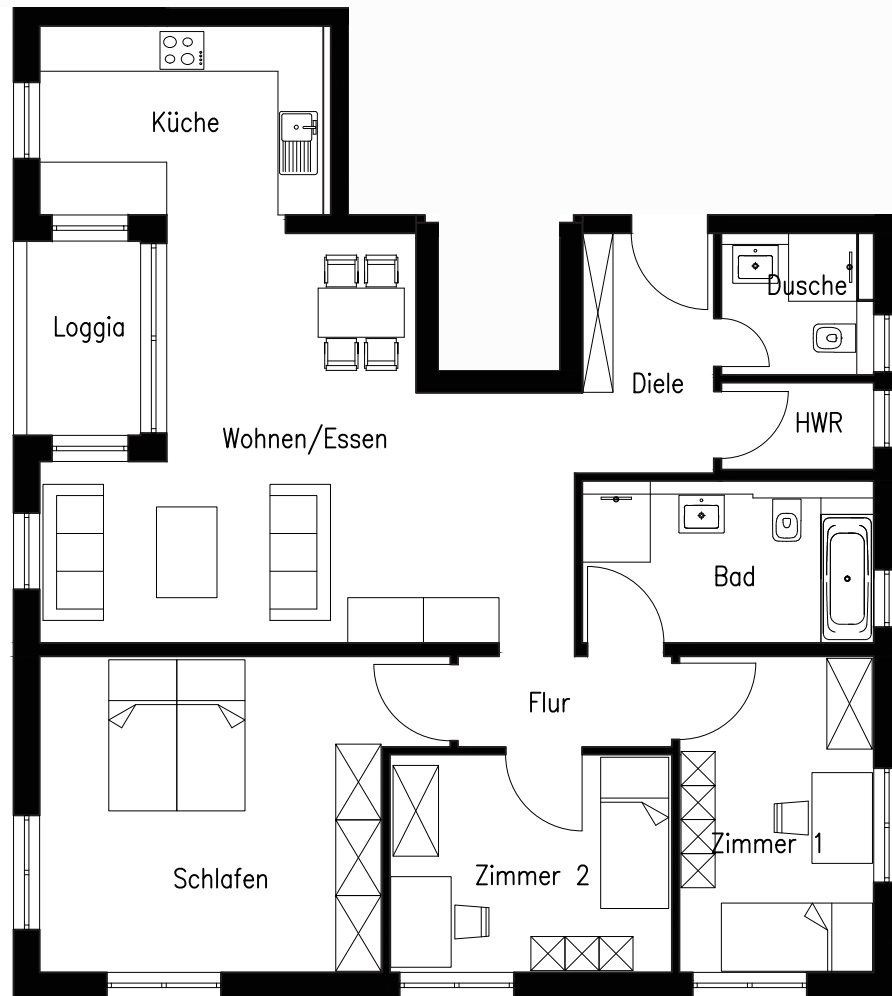 Küche
Dusche
Loggia
Diele
HWR
Wohnen/Essen
Bad
Flur
Zimmer 1
Zimmer 2
Schlafen